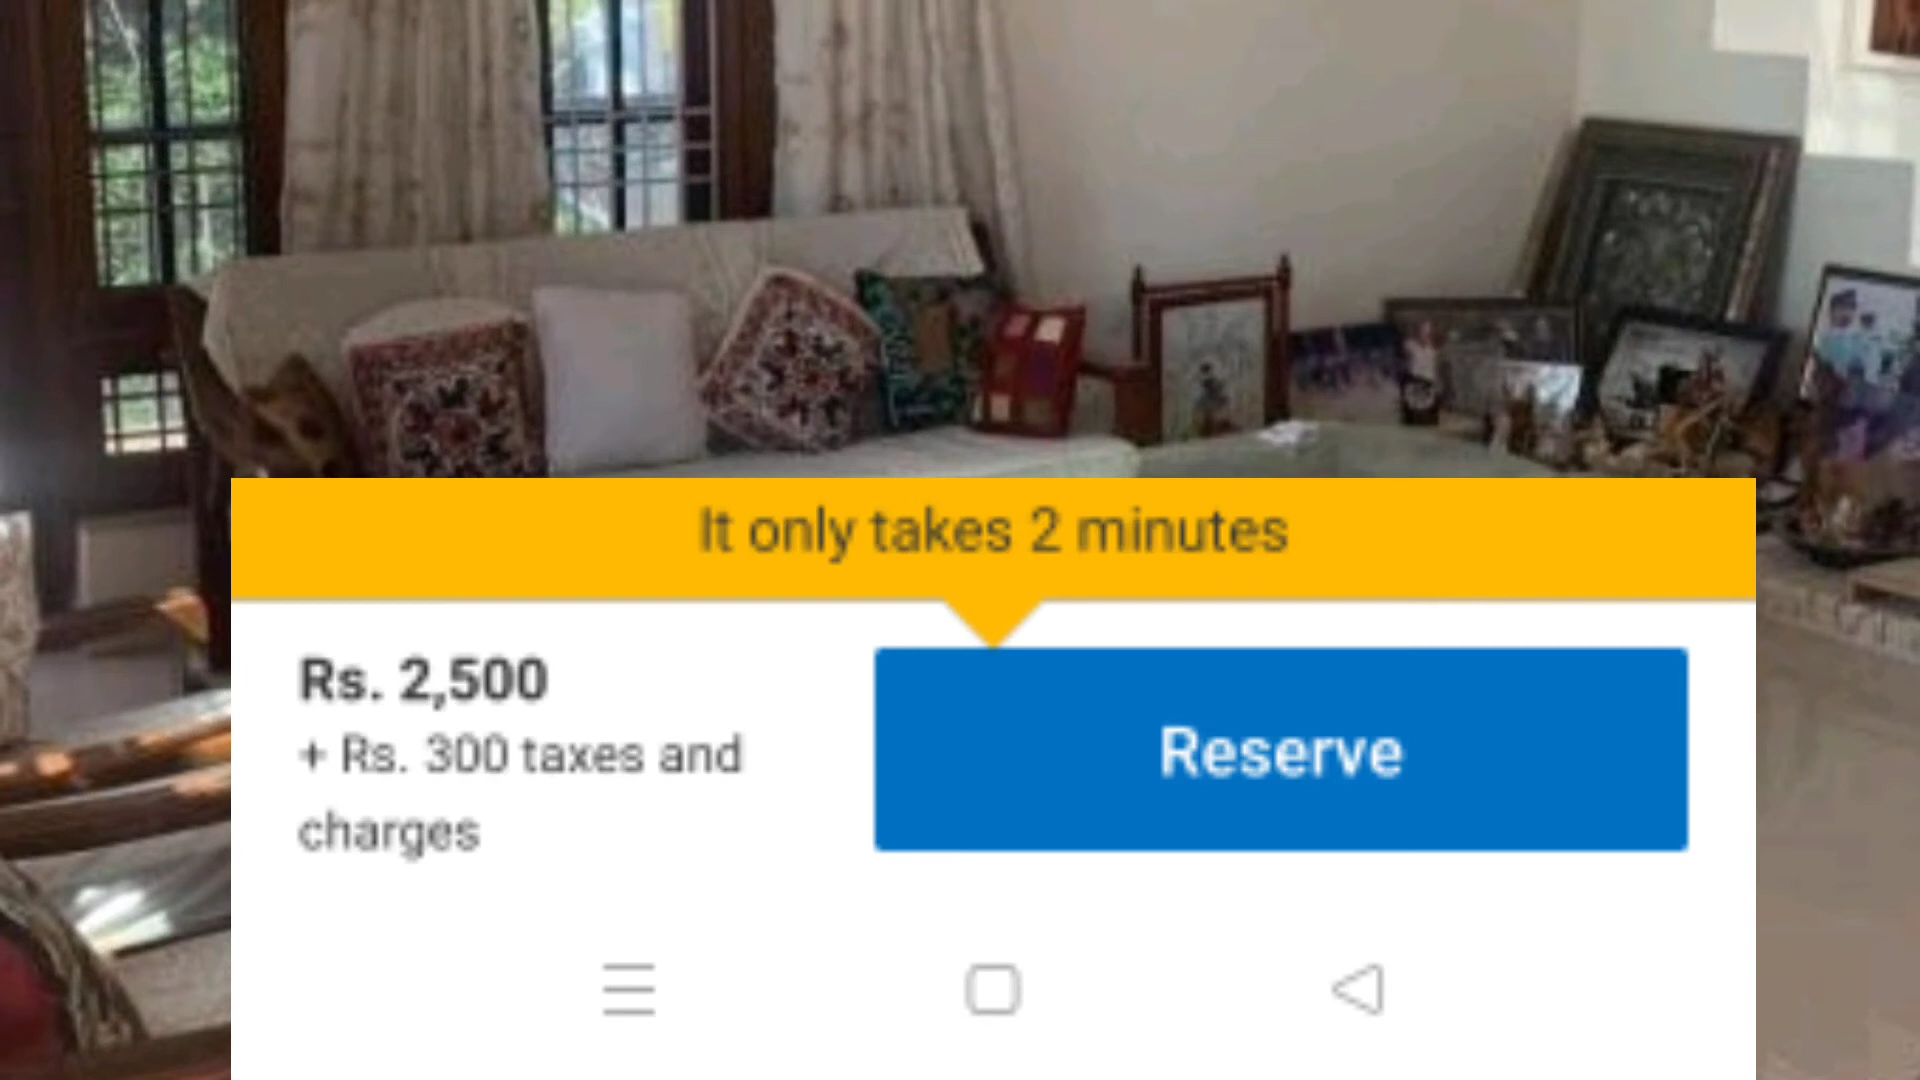 It only takes 2 minutes
Rs. 2,500
+ Rs. 300 taxes and
charges
Reserve